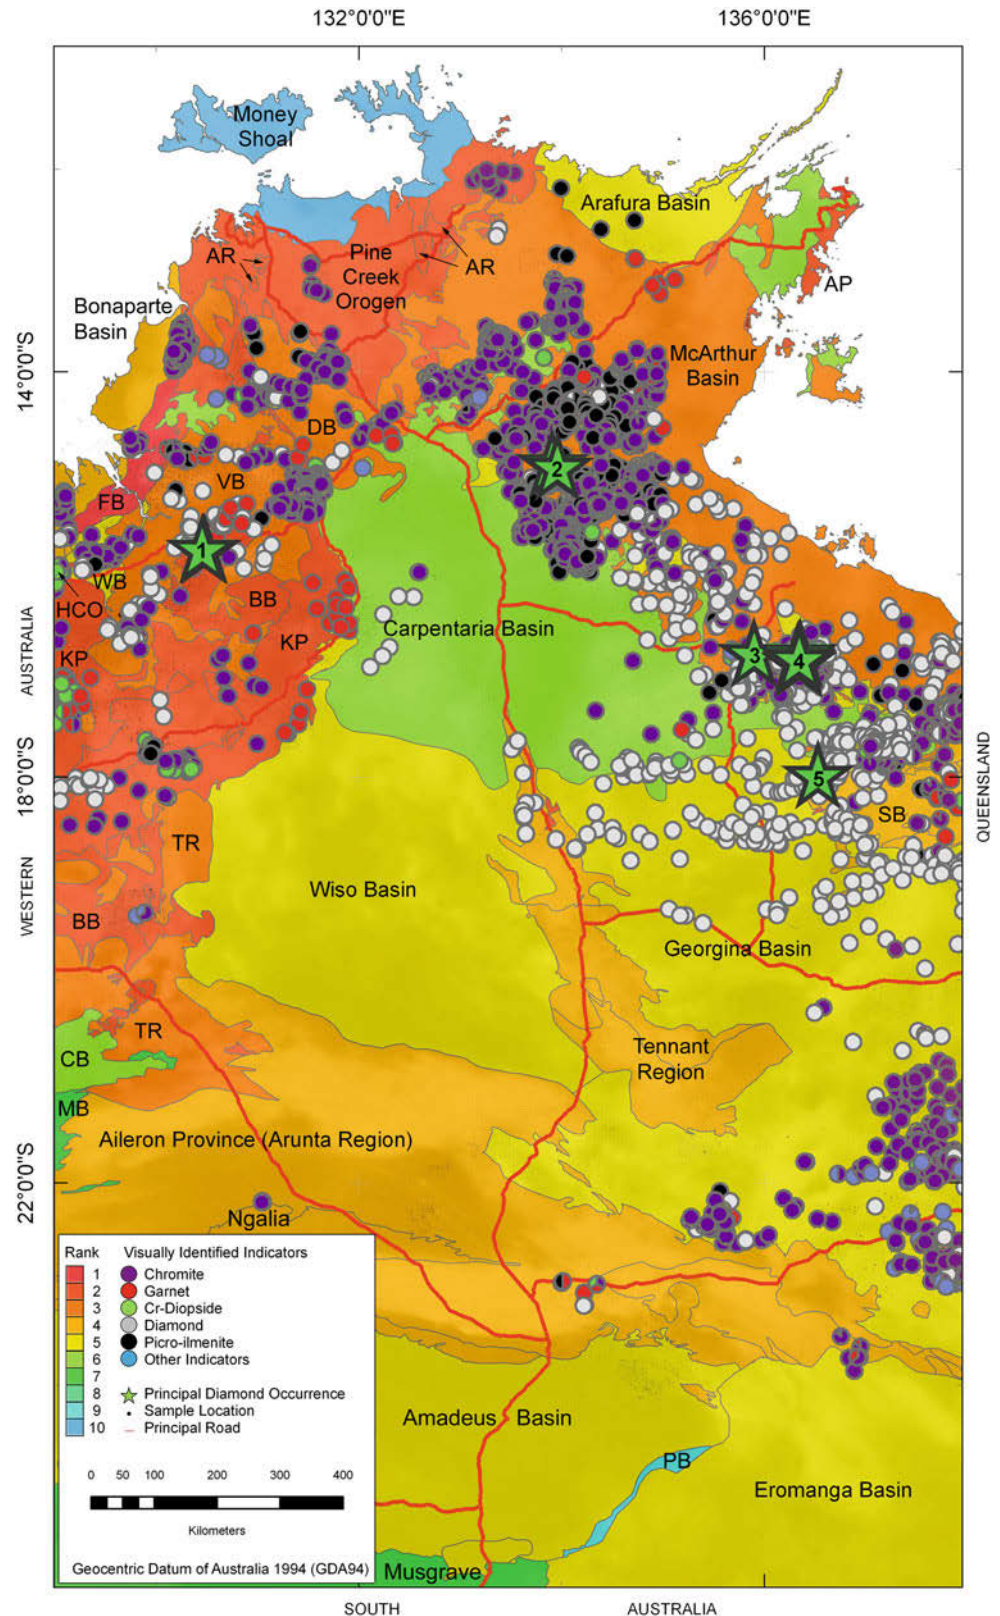 132°0'0"E
136°0'0"E
Money
Shoal
Arafura Basin
AR
Pine
Creek
Orogen
AR
AP
Bonaparte
Basin
14°0'0"S
McArthur
Basin
DB
VB
2
FB
1
WB
BB
HCO
Carpentaria Basin
AUSTRALIA
KP
KP
3
4
18°0'0"S
5
QUEENSLAND
SB
TR
Wiso Basin
WESTERN
BB
Georgina Basin
TR
Tennant
Region
CB
MB
Aileron Province (Arunta Region)
22°0'0"S
Ngalia
Rank
Visually Identified Indicators
1
Chromite
2
Garnet
3
Cr-Diopside
4
Diamond
5
Picro-ilmenite
6
Other Indicators
7
8
Principal Diamond Occurrence
9
Sample Location
10
Principal Road
0 50 100 200 300 400
Kilometers
Geocentric Datum of Australia 1994 (GDA94)
Amadeus Basin
PB
Eromanga Basin
Musgrave
SOUTH
AUSTRALIA